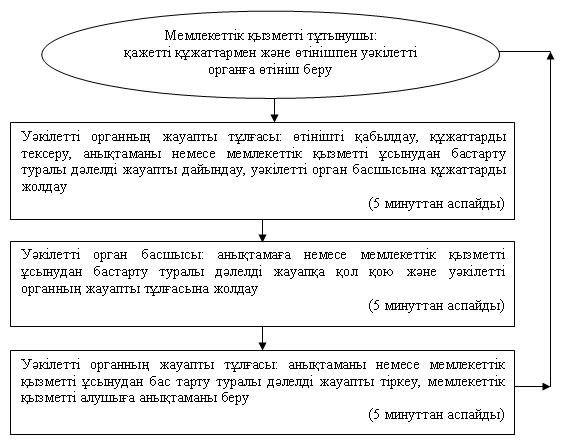 Мемлекеттік қызметті тұтынушы:
қажетті құжаттармен және өтінішпен уәкілетті
органға өтініш беру
Уәкілетті органның жауапты тұлғасы: өтінішті қабылдау, құжаттарды
тексеру, анықтаманы немесе мемлекеттік қызметті ұсынудан бастарту
туралы дәлелді жауапты дайындау, уәкілетті орган басшысына құжаттарды
жолдау
(5 минуттан аспайды)
Уәкілетті орган басшысы: анықтамаға немесе мемлекеттік қызметті
ұсынудан бастарту туралы дәлелді жауапқа қол қою және уәкілетті
органның жауапты тұлғасына жолдау
(5 минуттан аспайды)
Уәкілетті органның жауапты тұлғасы: анықтаманы немесе мемлекеттік
қызметті ұсынудан бас тарту туралы дәлелді жауапты тіркеу, мемлекеттік
қызметті алушыға анықтаманы беру
(5 минуттан аспайды)